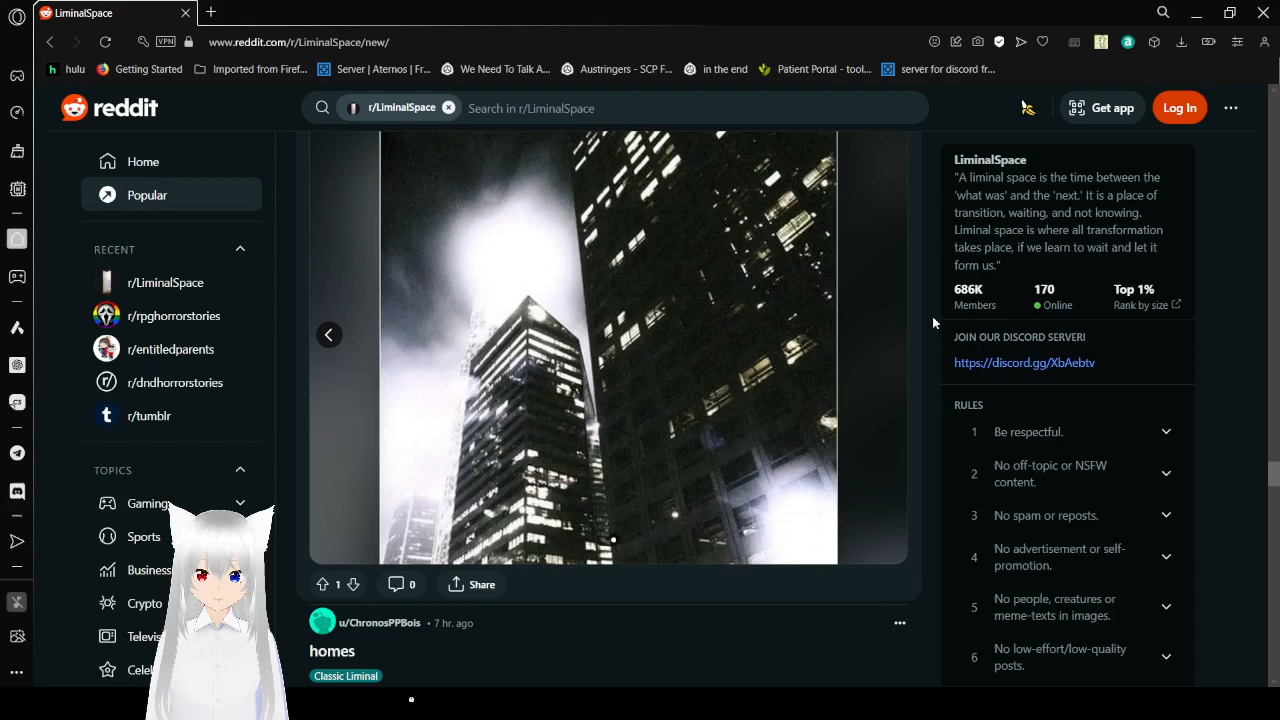 LiminalSpace
VPN
www.reddit.com/r/LiminalSpace/new/
hulu
Getting Started
Imported from Firef...
Server | Aternos | Fr...
We Need To Talk A...
Austringers - SCP F...
in the end
Patient Portal - tool...
server for discord fr...
reddit
r/LiminalSpace
Search in r/LiminalSpace
Get app
Log In
Home
Popular
RECENT
r/LiminalSpace
r/rpghorrorstories
r/entitledparents
r/dndhorrorstories
r/tumblr
TOPICS
Gaming
Sports
Business
Crypto
Televis
Celeb
1
0
Share
u/ChronosPPBois • 7 hr. ago
homes
Classic Liminal
LiminalSpace
"A liminal space is the time between the
'what was' and the 'next.' It is a place of
transition, waiting, and not knowing.
Liminal space is where all transformation
takes place, if we learn to wait and let it
form us."
686K 170 Top 1%
Members Online Rank by size
JOIN OUR DISCORD SERVER!
https://discord.gg/XbAebtv
RULES
1 Be respectful.
2 No off-topic or NSFW
content.
3 No spam or reposts.
4 No advertisement or self-
promotion.
5 No people, creatures or
meme-texts in images.
6 No low-effort/low-quality
posts.